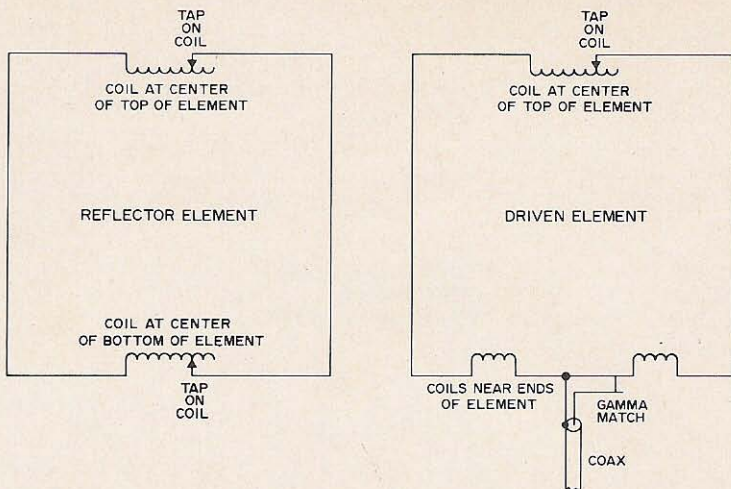 TAP
ON
COIL
COIL AT CENTER
OF TOP OF ELEMENT
REFLECTOR ELEMENT
COIL AT CENTER
OF BOTTOM OF ELEMENT
TAP
ON
COIL
TAP
ON
COIL
COIL AT CENTER
OF TOP OF ELEMENT
DRIVEN ELEMENT
COILS NEAR ENDS
OF ELEMENT
GAMMA
MATCH
COAX